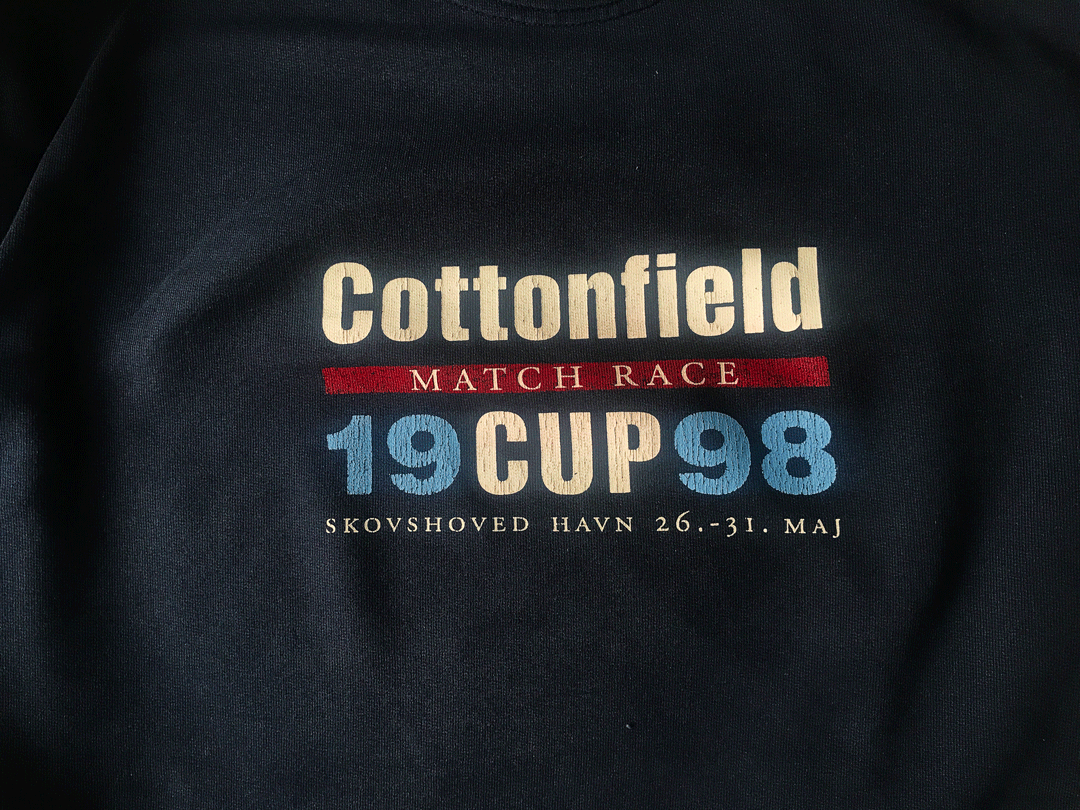 Cottonfield
MATCH RACE
19CUP98
SKOVSHOVED HAVN 26.-31. MAJ